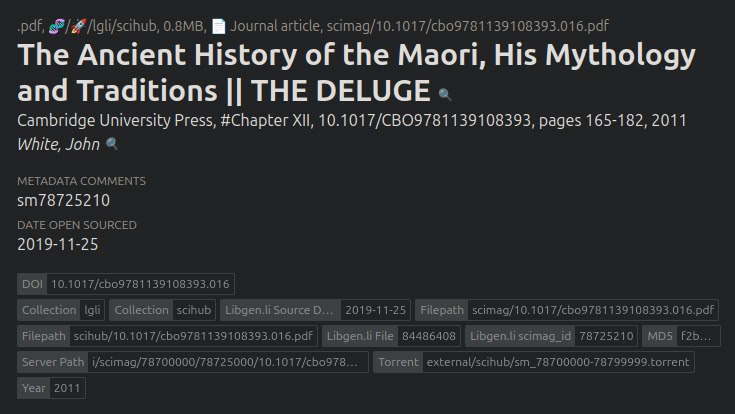 .pdf, 🧬/🚀/lgli/scihub, 0.8MB, 📄 Journal article, scimag/10.1017/cbo9781139108393.016.pdf
The Ancient History of the Maori, His Mythology
and Traditions || THE DELUGE 🔍
Cambridge University Press, #Chapter XII, 10.1017/CBO9781139108393, pages 165-182, 2011
White, John 🔍
METADATA COMMENTS
sm78725210
DATE OPEN SOURCED
2019-11-25
DOI 10.1017/cbo9781139108393.016
Collection lgli Collection scihub Libgen.li Source D… 2019-11-25 Filepath scimag/10.1017/cbo9781139108393.016.pdf
Filepath scihub/10.1017/cbo9781139108393.016.pdf Libgen.li File 84486408 Libgen.li scimag_id 78725210 MD5 f2b…
Server Path i/scimag/78700000/78725000/10.1017/cbo978… Torrent external/scihub/sm_78700000-78799999.torrent
Year 2011